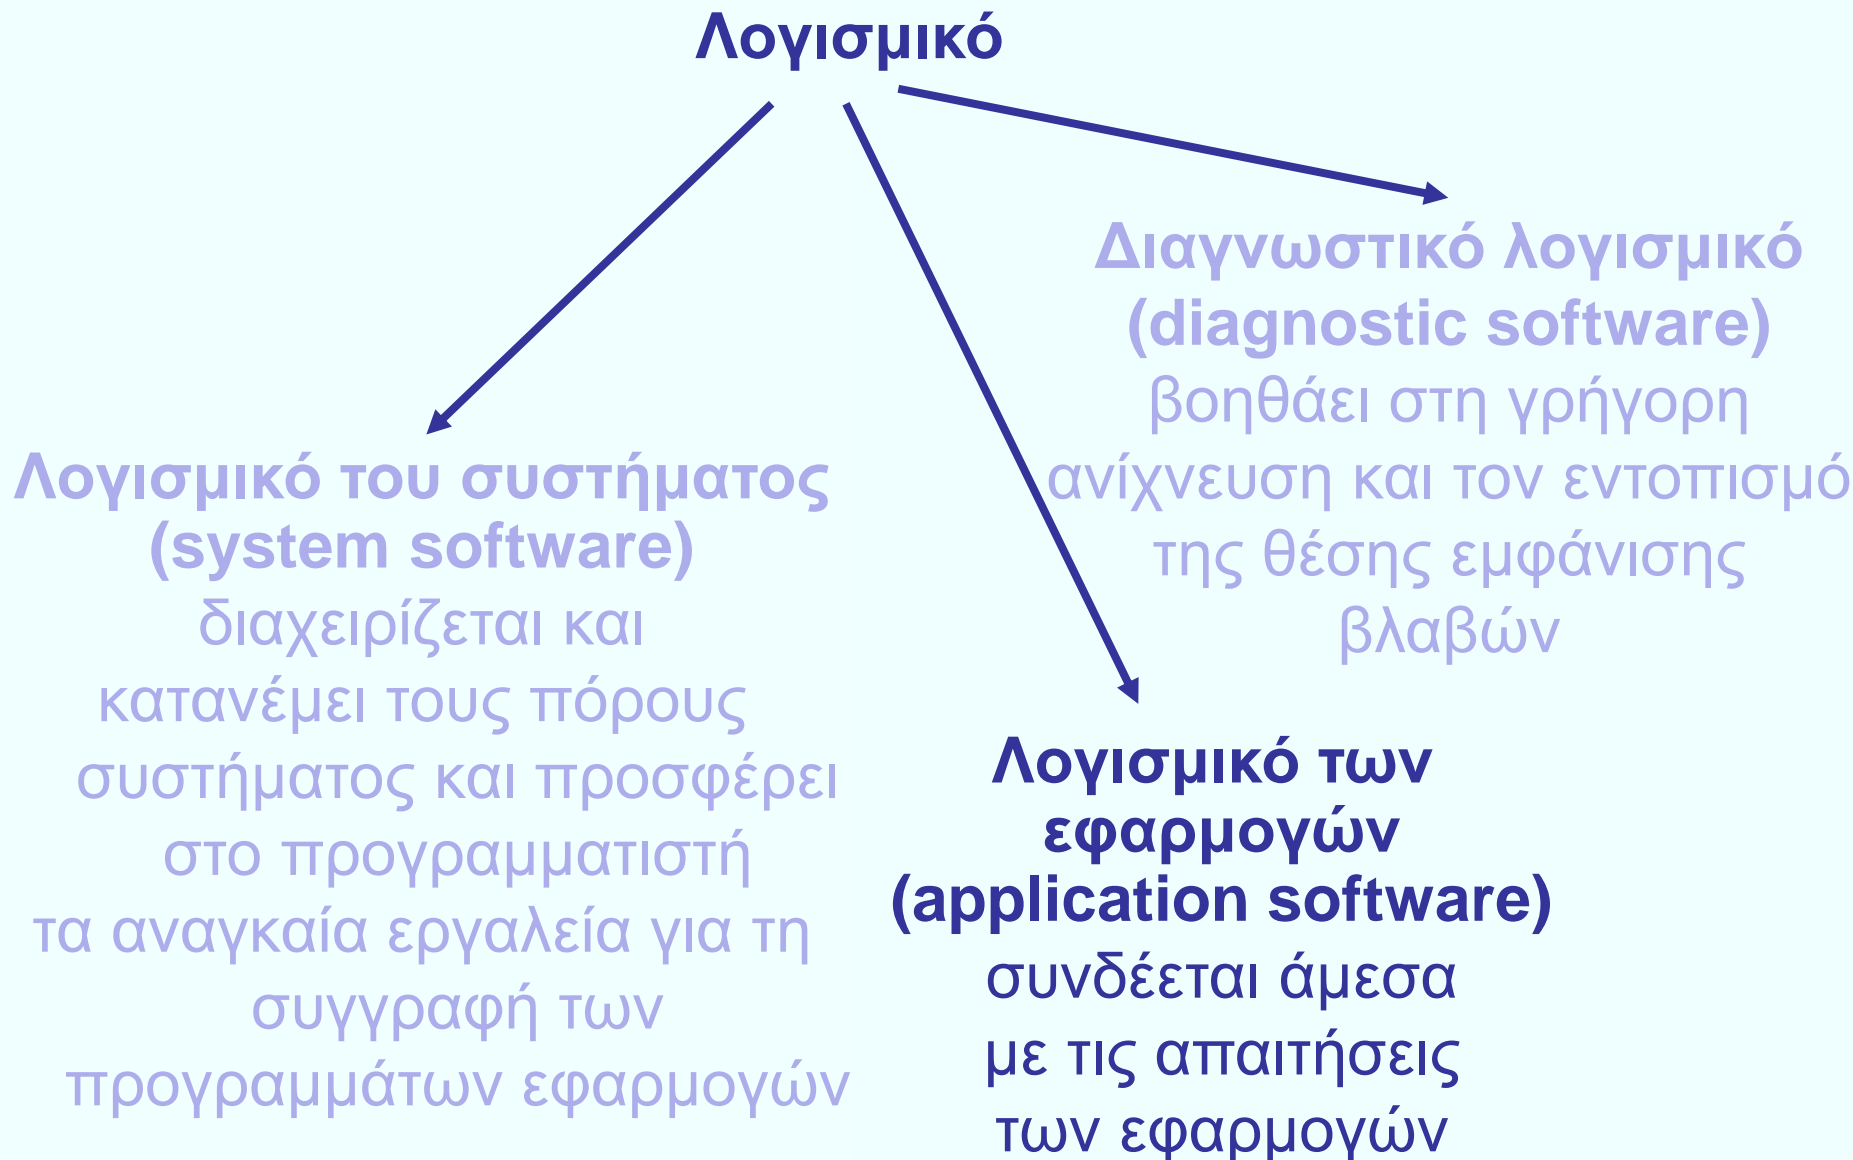 Λογισμικό
Λογισμικό του συστήματος
(system software)
διαχειρίζεται και
κατανέμει τους πόρους
συστήματος και προσφέρει
στο προγραμματιστή
τα αναγκαία εργαλεία για τη
συγγραφή των
προγραμμάτων εφαρμογών
Λογισμικό των
εφαρμογών
(application software)
συνδέεται άμεσα
με τις απαιτήσεις
των εφαρμογών
Διαγνωστικό λογισμικό
(diagnostic software)
βοηθάει στη γρήγορη
ανίχνευση και τον εντοπισμό
της θέσης εμφάνισης
βλαβών